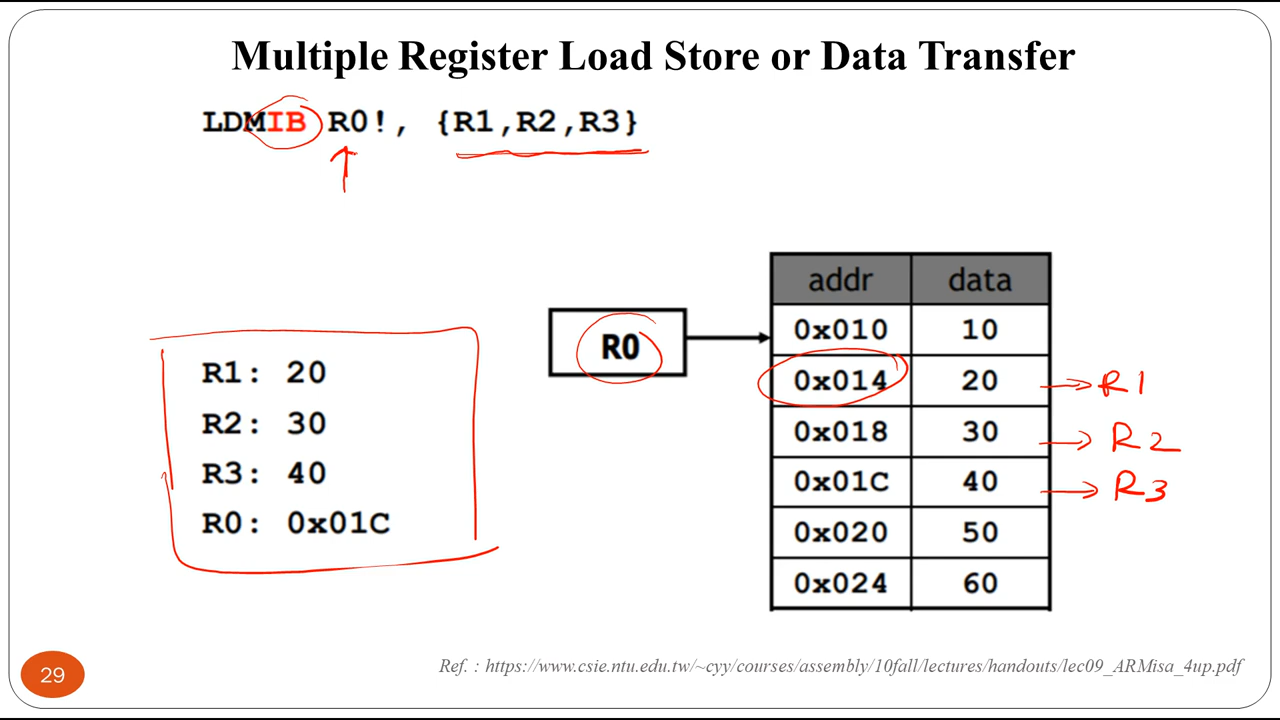 Multiple Register Load Store or Data Transfer
LDMIB R0!, {R1,R2,R3}
R1: 20
R2: 30
R3: 40
R0: 0x01C
R0
addr data
0x010 10
0x014 20 → R1
0x018 30 → R2
0x01C 40 → R3
0x020 50
0x024 60
29
Ref. : https://www.csie.ntu.edu.tw/~cyy/courses/assembly/10fall/lectures/handouts/lec09_ARMisa_4up.pdf